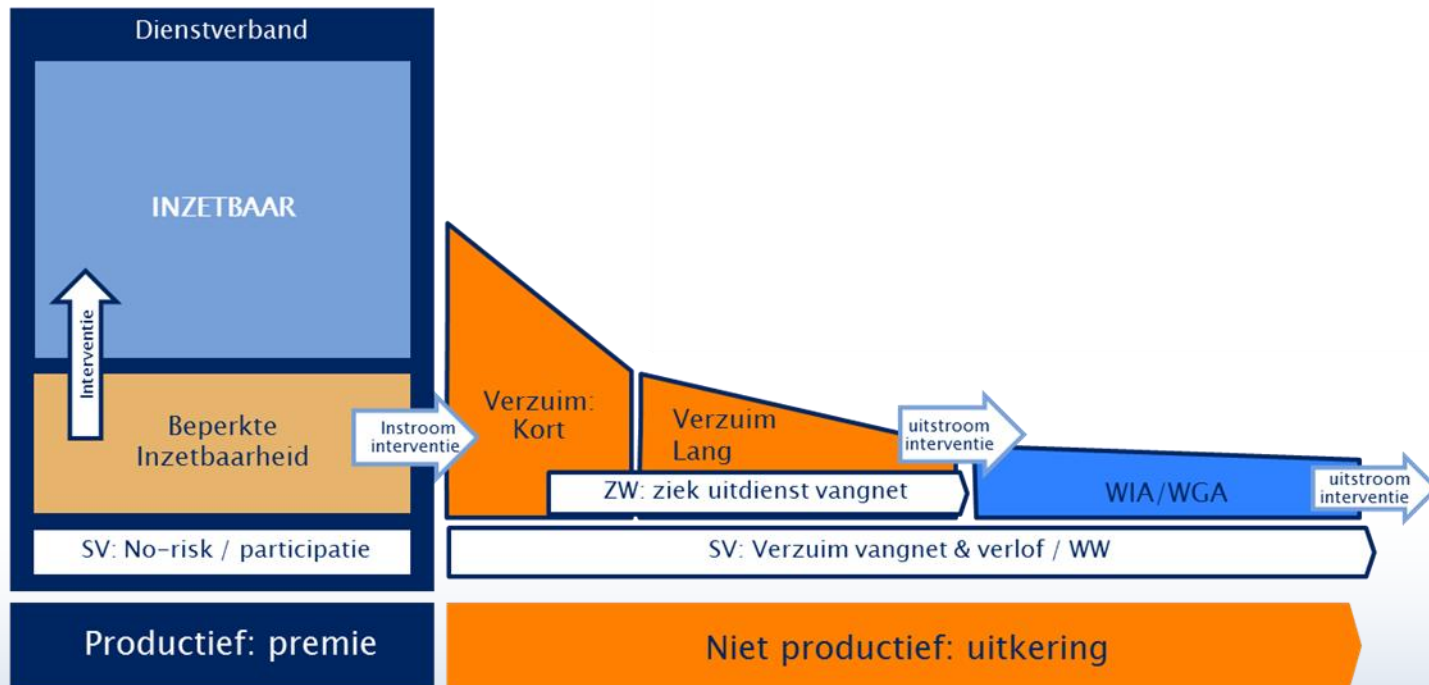 Dienstverband
INZETBAAR
Interventie
Beperkte
Inzetbaarheid
Instroom
interventie
Verzuim:
Kort
Verzuim
Lang
uitstroom
interventie
ZW: ziek uitdienst vangnet
WIA/WGA
uitstroom
interventie
SV: No-risk / participatie
SV: Verzuim vangnet & verlof / WW
Productief: premie
Niet productief: uitkering